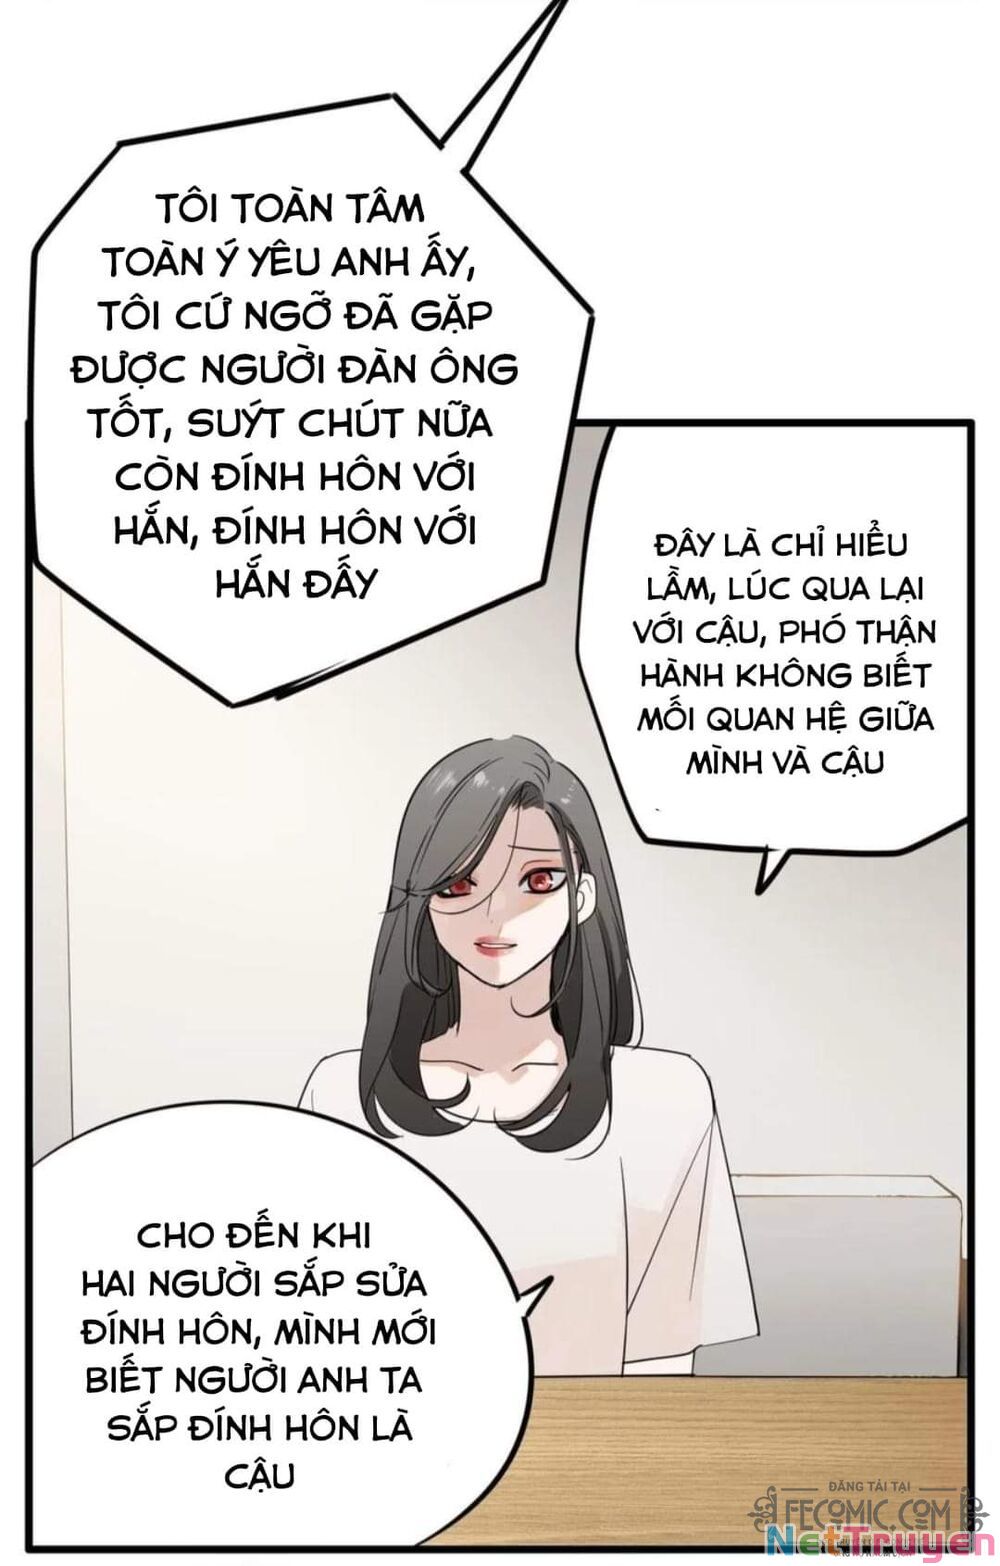 TÔI TOÀN TÂM
TOÀN Ý YÊU ANH ẤY,
TÔI CỨ NGỠ ĐÃ GẶP
ĐƯỢC NGƯỜI ĐÀN ÔNG
TỐT, SUÝT CHÚT NỮA
CÒN ĐÍNH HÔN VỚI
HẮN, ĐÍNH HÔN VỚI
HẮN ĐẤY
ĐÂY LÀ CHỈ HIỂU
LẦM, LÚC QUA LẠI
VỚI CẬU, PHÓ THẬN
HÀNH KHÔNG BIẾT
MỐI QUAN HỆ GIỮA
MÌNH VÀ CẬU
CHO ĐẾN KHI
HAI NGƯỜI SẮP SỬA
ĐÍNH HÔN, MÌNH MỚI
BIẾT NGƯỜI ANH TA
SẮP ĐÍNH HÔN LÀ
CẬU
ĐĂNG TẢI TẠI
FECOMIC.COM
NetTruyen